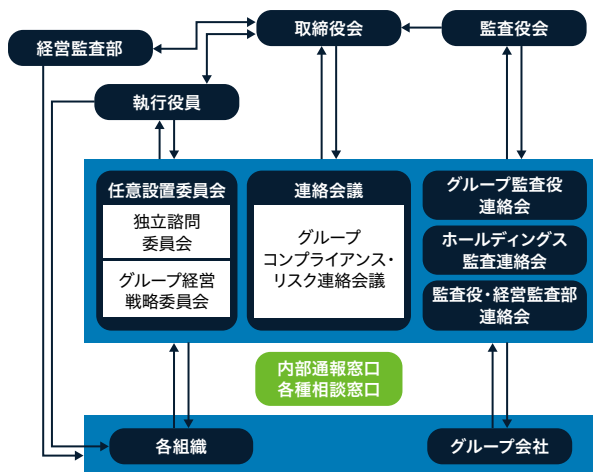 取締役会
監査役会
経営監査部
執行役員
任意設置委員会
独立諮問
委員会
グループ経営
戦略委員会
連絡会議
グループ
コンプライアンス・
リスク連絡会議
グループ監査役
連絡会
ホールディングス
監査連絡会
監査役・経営監査部
連絡会
内部通報窓口
各種相談窓口
各組織
グループ会社